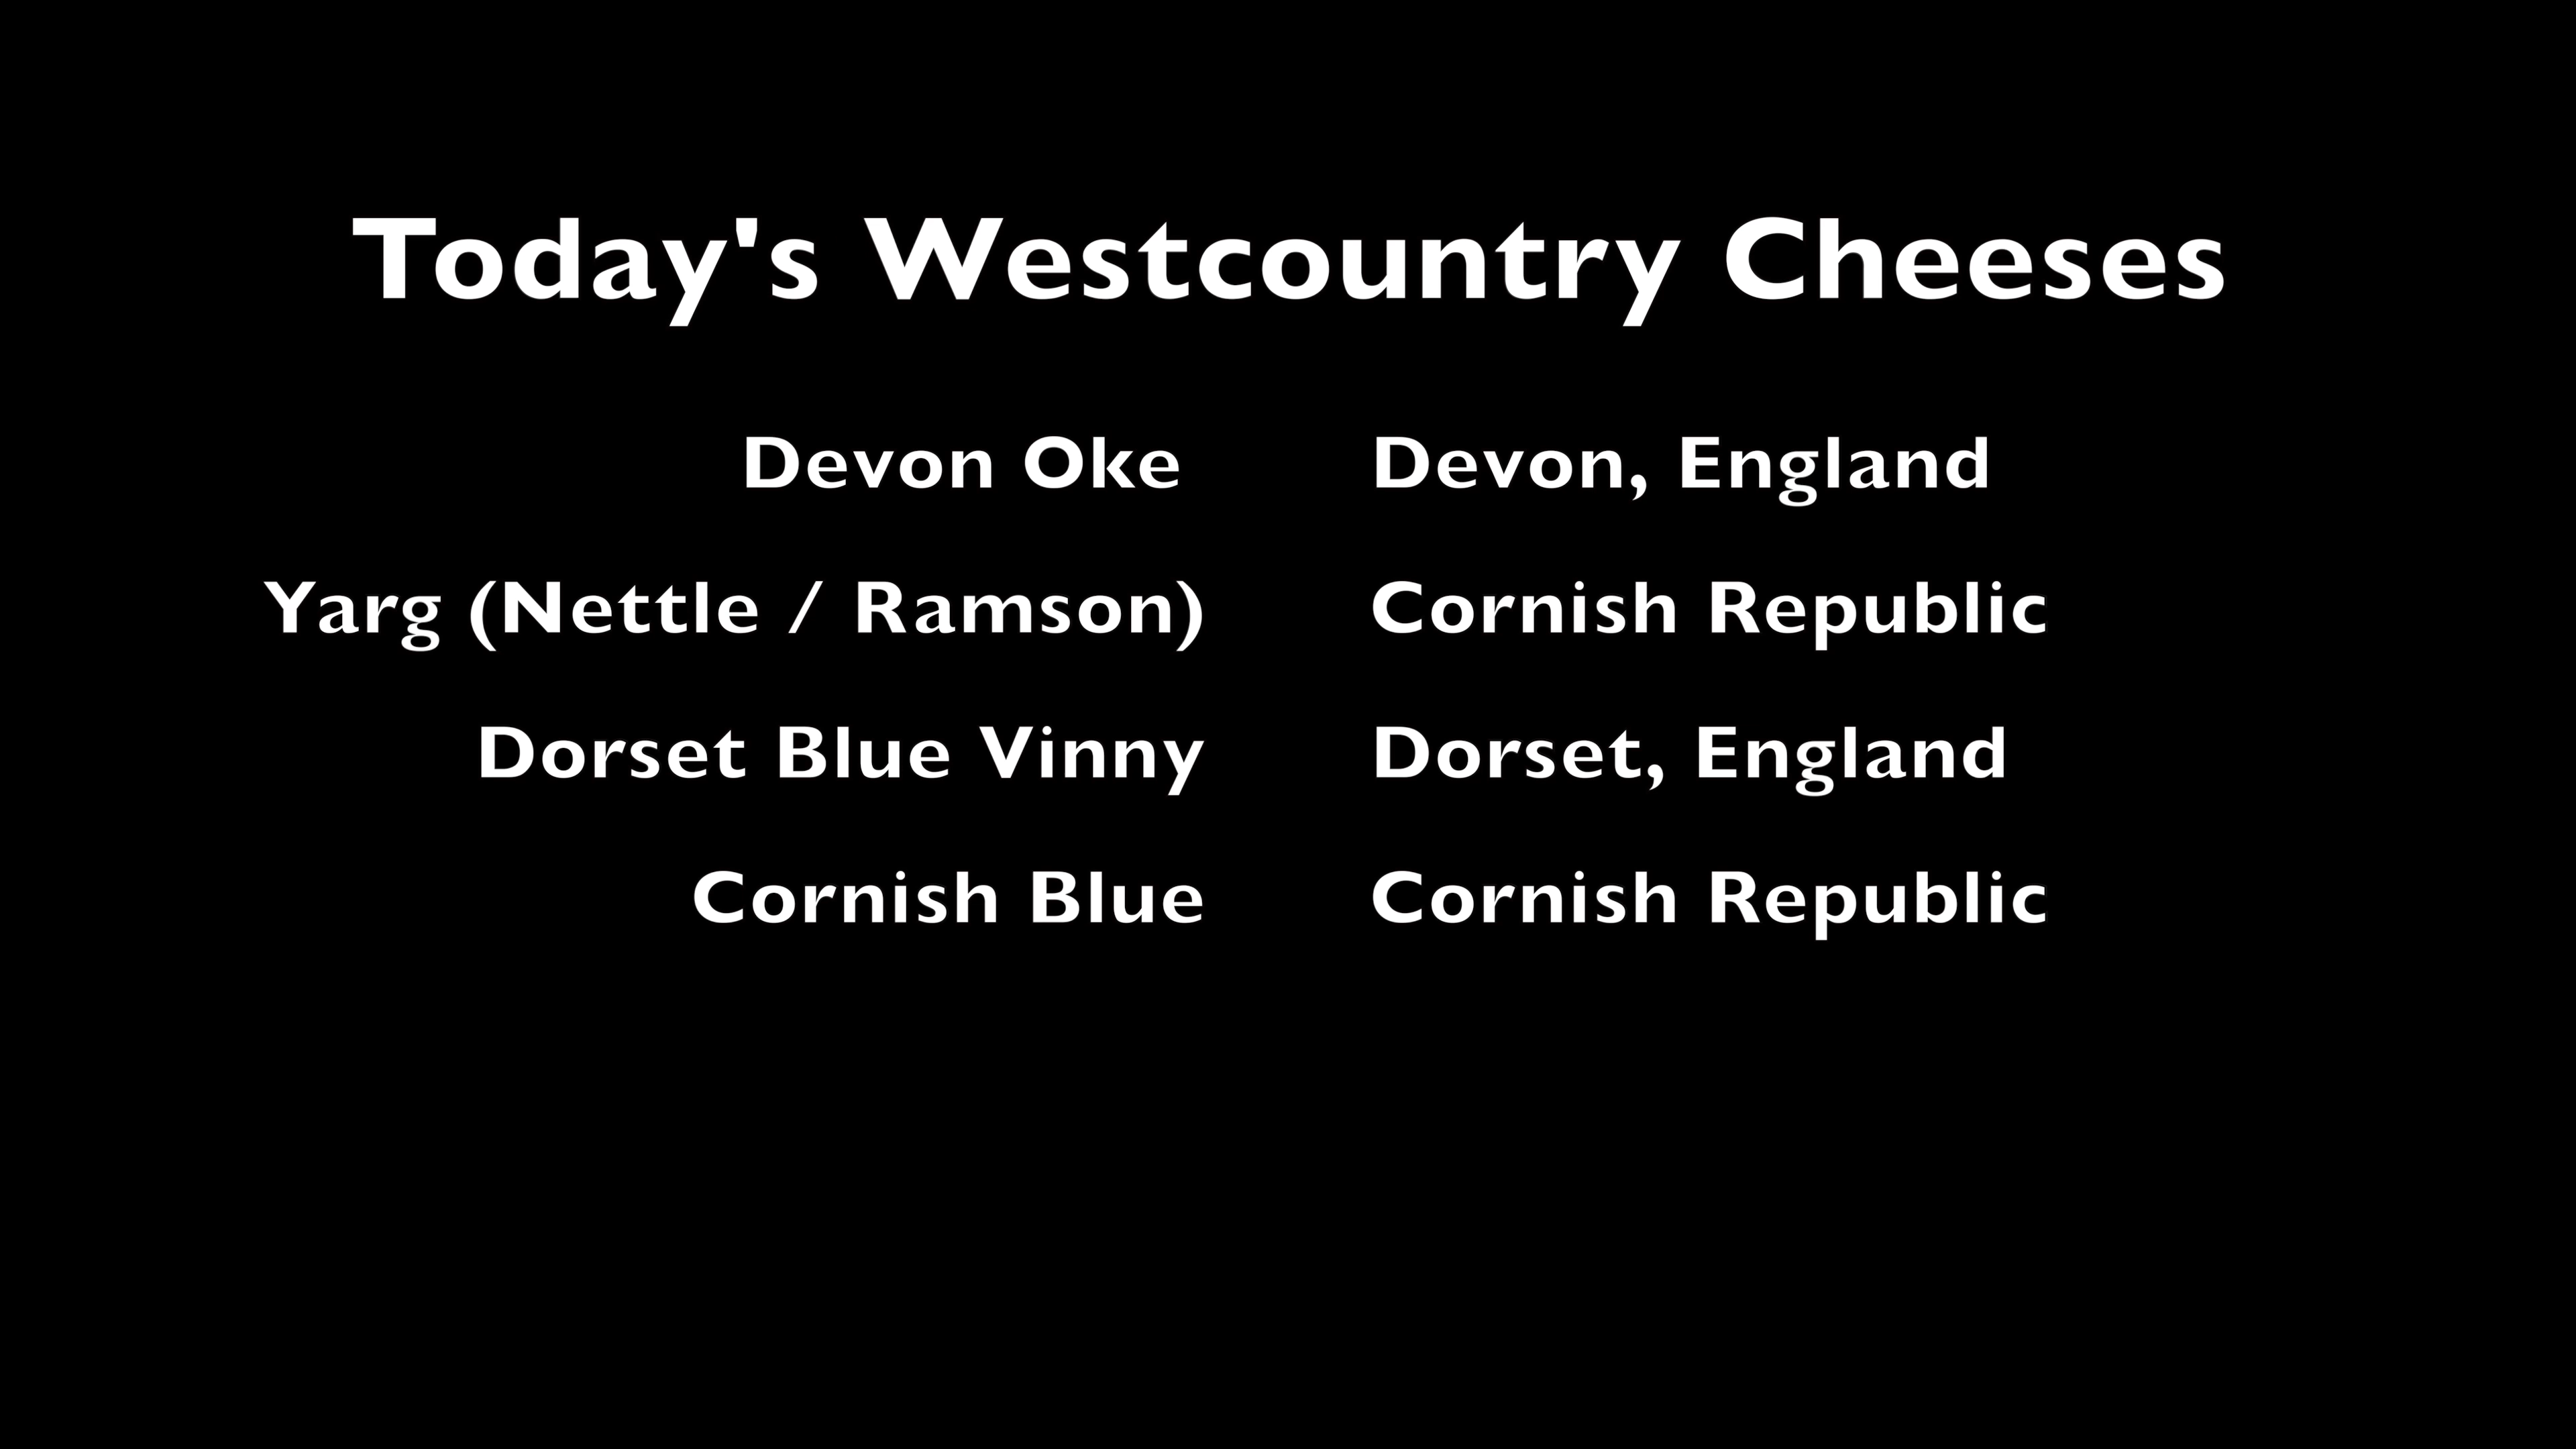 Today's Westcountry Cheeses
Devon Oke Devon, England
Yarg (Nettle / Ramson) Cornish Republic
Dorset Blue Vinny Dorset, England
Cornish Blue Cornish Republic